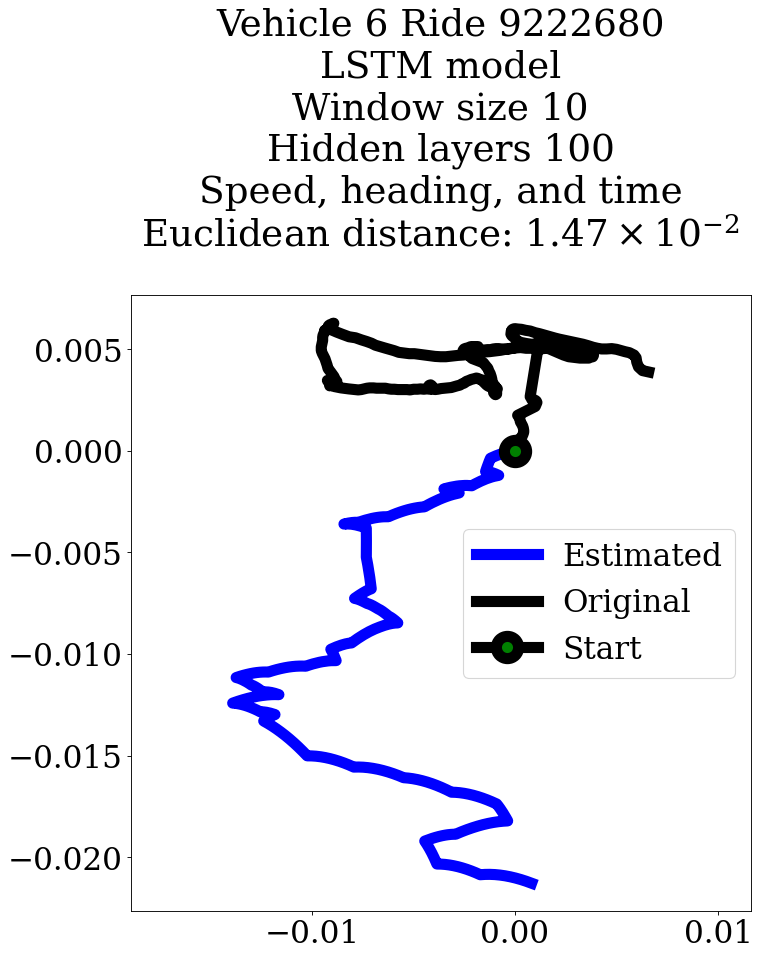 Vehicle 6 Ride 9222680
LSTM model
Window size 10
Hidden layers 100
Speed, heading, and time
Euclidean distance: 1.47 × 10⁻²
0.005
0.000
−0.005
−0.010
−0.015
−0.020
Estimated
Original
Start
−0.01 0.00 0.01